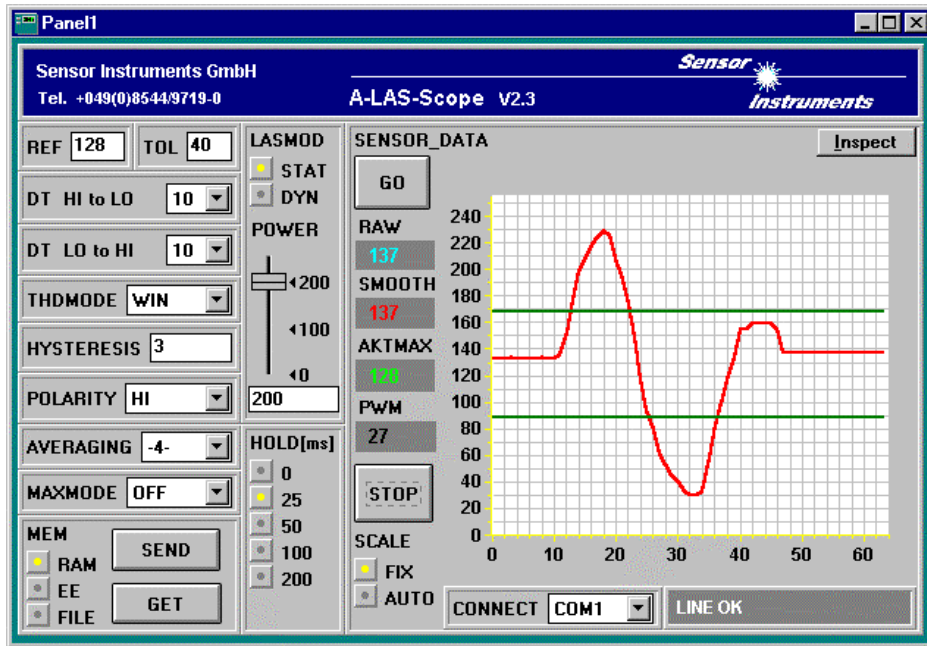 Panel1
Sensor Instruments GmbH
Tel. +049(0)8544/9719-0
A-LAS-Scope V2.3
Sensor
Instruments
REF 128 TOL 40
DT HI to LO 10
DT LO to HI 10
THDMODE WIN
HYSTERESIS 3
POLARITY HI
AVERAGING -4-
MAXMODE OFF
MEM
RAM
EE
FILE
SEND
GET
LASMOD
STAT
DYN
POWER
200
100
0
200
HOLD[ms]
0
25
50
100
200
SENSOR_DATA
Inspect
GO
RAW
137
SMOOTH
137
AKTMAX
128
PWM
27
STOP
SCALE
FIX
AUTO
240
220
200
180
160
140
120
100
80
60
40
20
0
0 10 20 30 40 50 60
CONNECT COM1
LINE OK